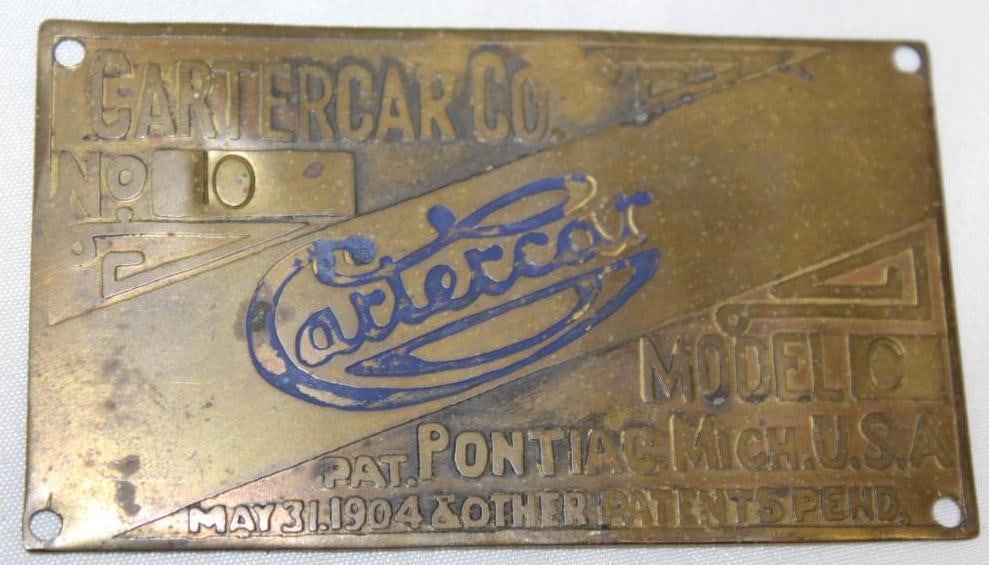 CARTERCAR CO.
NO. 10
Cartercar
MODEL C
PAT. PONTIAC. MICH. U.S.A
MAY 31.1904 & OTHER PATENTS PEND.